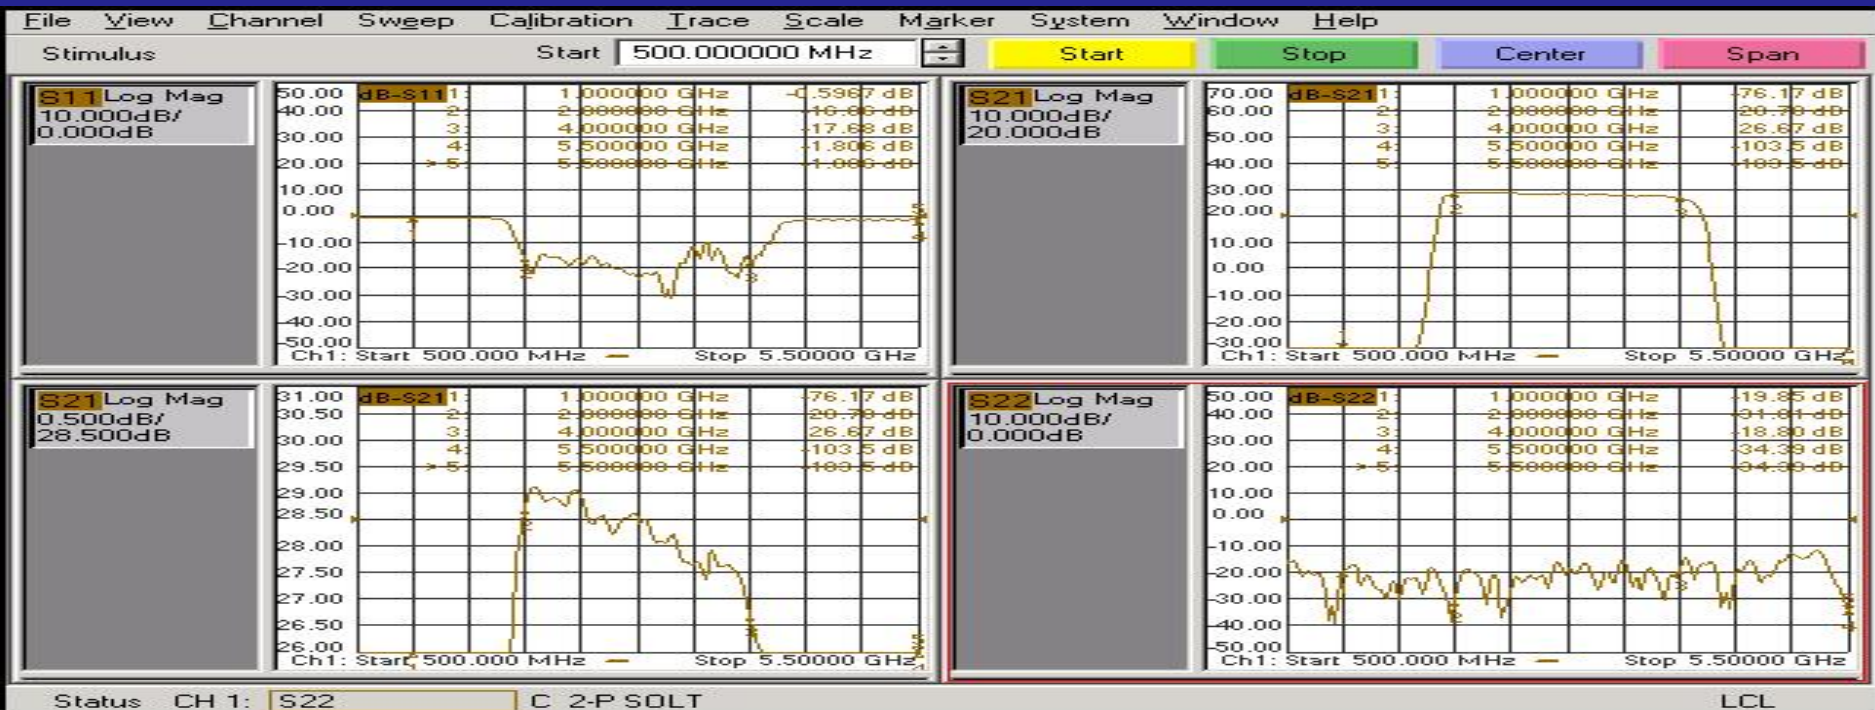 File View Channel Sweep Calibration Trace Scale Marker System Window Help
Stimulus Start 500.000000 MHz Start Stop Center Span
S11 Log Mag
10.000dB/
0.000dB
50.00
40.00
30.00
20.00
10.00
0.00
-10.00
-20.00
-30.00
-40.00
-50.00
dB-S11 1: 1.000000 GHz -0.5967 dB
2:
3: 4.000000 GHz -17.68 dB
4: 5.500000 GHz -1.806 dB
> 5:
Ch1: Start 500.000 MHz Stop 5.50000 GHz
S21 Log Mag
10.000dB/
20.000dB
70.00
60.00
50.00
40.00
30.00
20.00
10.00
0.00
-10.00
-20.00
-30.00
dB-S21 1: 1.000000 GHz -76.17 dB
2:
3: 4.000000 GHz 26.67 dB
4: 5.500000 GHz -103.5 dB
5:
Ch1: Start 500.000 MHz Stop 5.50000 GHz
S21 Log Mag
0.500dB/
28.500dB
31.00
30.50
30.00
29.50
29.00
28.50
28.00
27.50
27.00
26.50
26.00
dB-S21 1: 1.000000 GHz -76.17 dB
2:
3: 4.000000 GHz 26.67 dB
4: 5.500000 GHz -103.5 dB
> 5:
Ch1: Start 500.000 MHz Stop 5.50000 GHz
S22 Log Mag
10.000dB/
0.000dB
50.00
40.00
30.00
20.00
10.00
0.00
-10.00
-20.00
-30.00
-40.00
-50.00
dB-S22 1: 1.000000 GHz -19.85 dB
2:
3: 4.000000 GHz -18.80 dB
4: 5.500000 GHz -34.39 dB
> 5:
Ch1: Start 500.000 MHz Stop 5.50000 GHz
Status CH 1: S22 C 2-P SOLT LCL